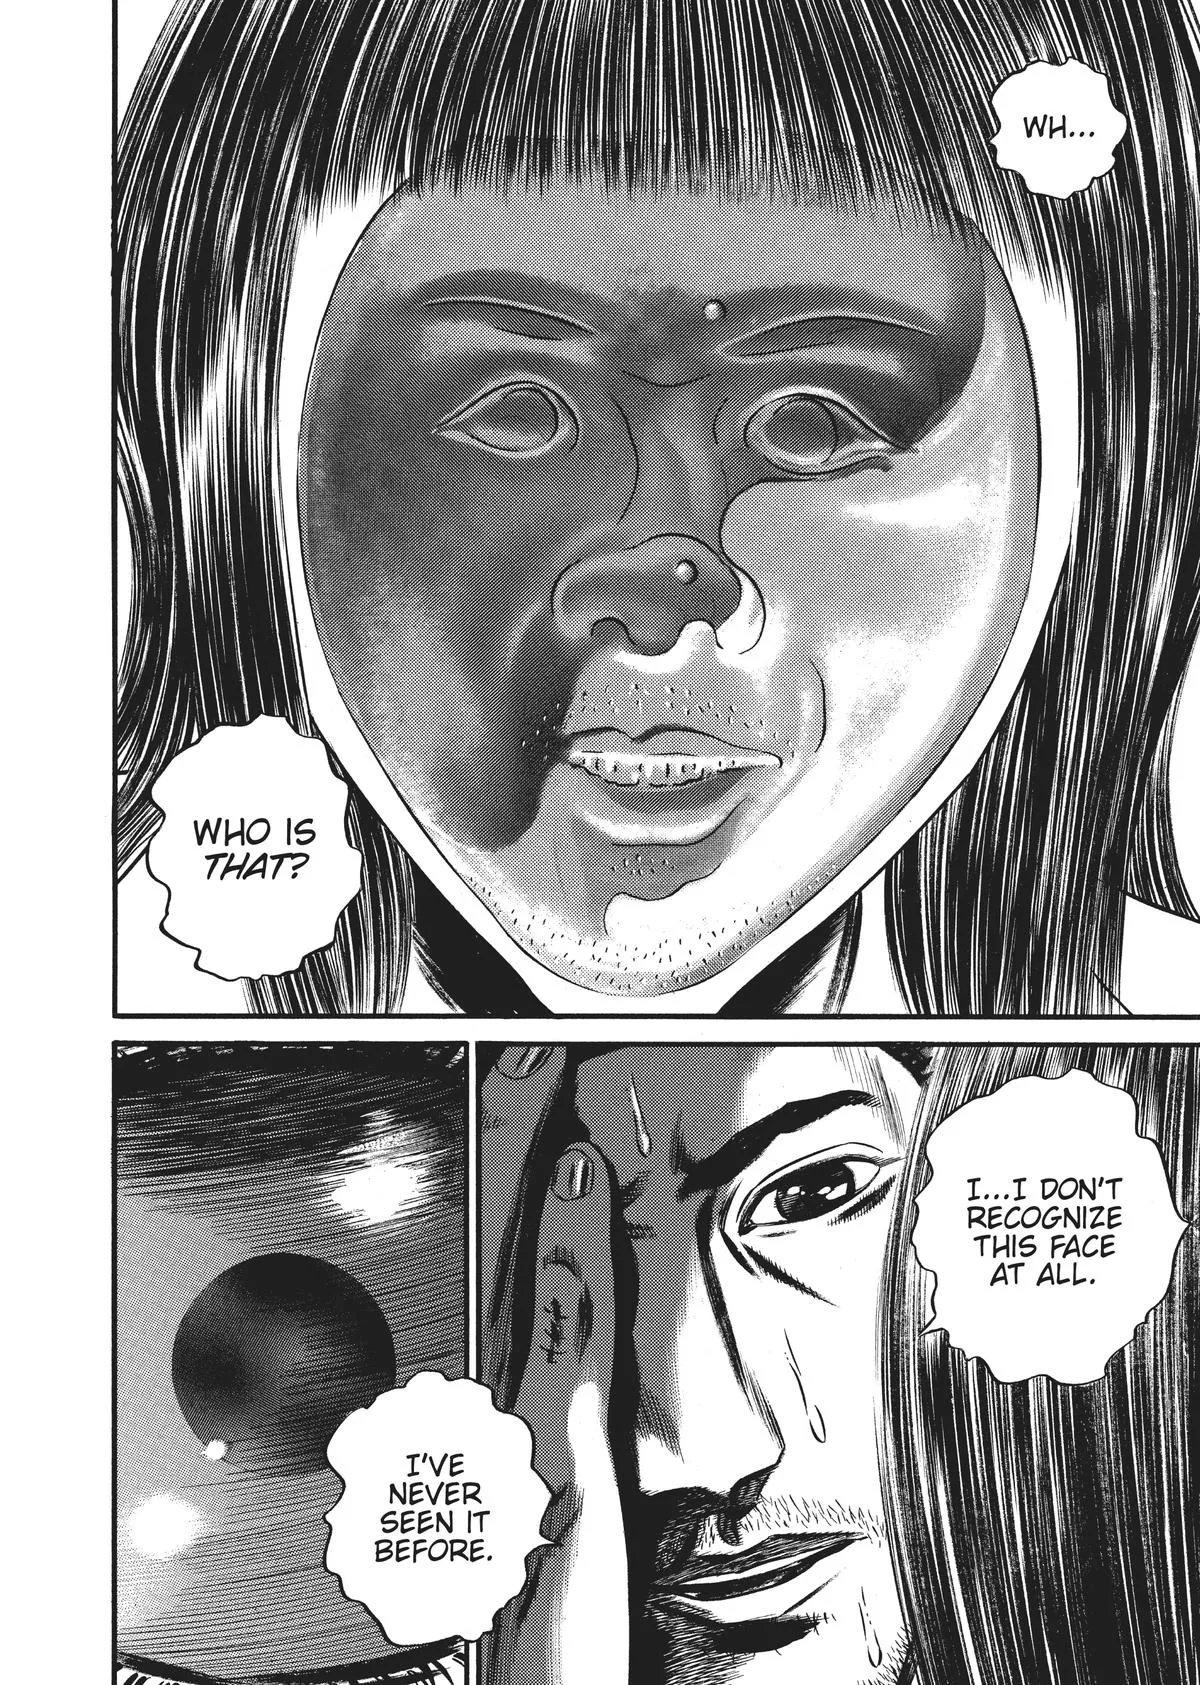 WH...
WHO IS
THAT?
I...I DON'T
RECOGNIZE
THIS FACE
AT ALL.
I'VE
NEVER
SEEN IT
BEFORE.